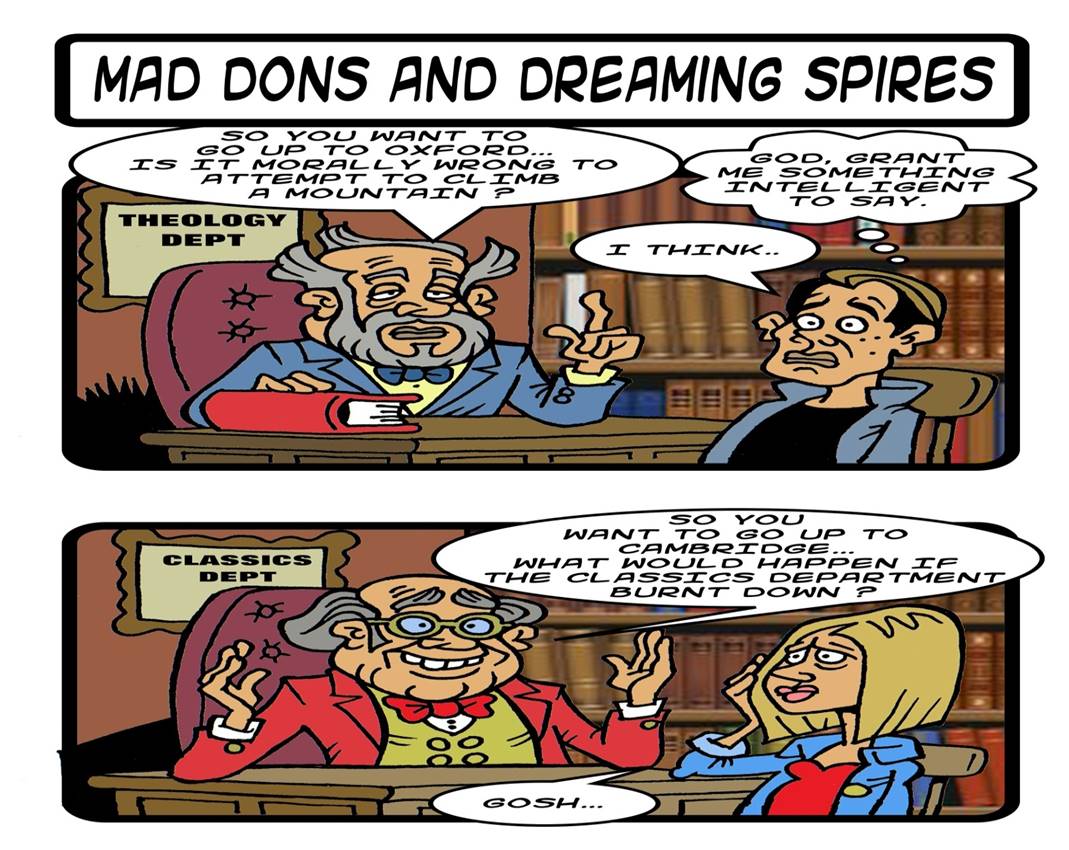 MAD DONS AND DREAMING SPIRES
SO YOU WANT TO
GO UP TO OXFORD...
IS IT MORALLY WRONG TO
ATTEMPT TO CLIMB
A MOUNTAIN ?
GOD, GRANT
ME SOMETHING
INTELLIGENT
TO SAY.
THEOLOGY
DEPT
I THINK..
SO YOU
WANT TO GO UP TO
CAMBRIDGE...
WHAT WOULD HAPPEN IF
THE CLASSICS DEPARTMENT
BURNT DOWN ?
CLASSICS
DEPT
GOSH...